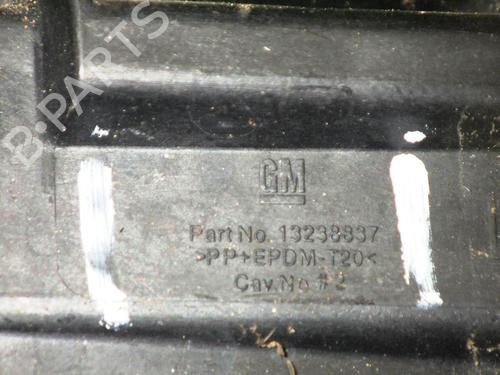 B-PARTS
GM
Part No. 13238837
>PP+EPDM-T20<
Cav.No # 2